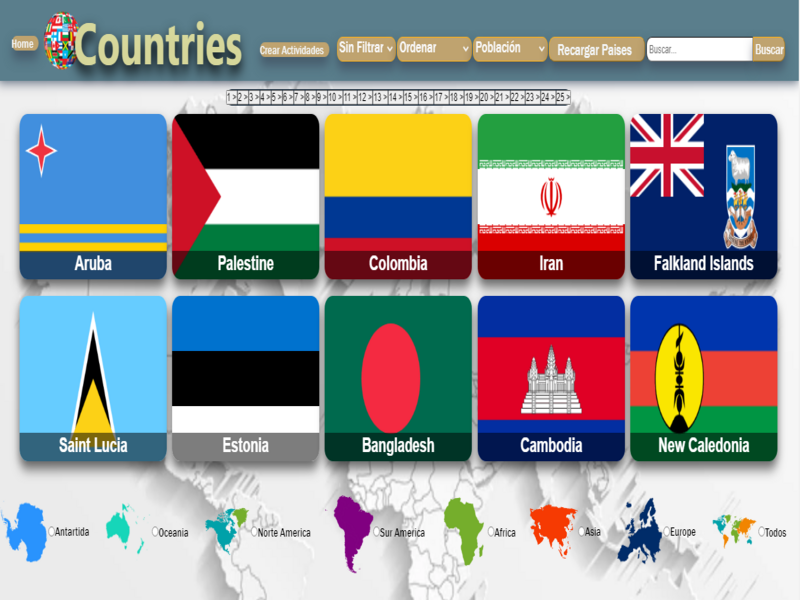 Home
Countries
Crear Actividades
Sin Filtrar
Ordenar
Población
Recargar Paises
Buscar...
Buscar
1 > 2 > 3 > 4 > 5 > 6 > 7 > 8 > 9 > 10 > 11 > 12 > 13 > 14 > 15 > 16 > 17 > 18 > 19 > 20 > 21 > 22 > 23 > 24 > 25 >
Aruba
Palestine
Colombia
Iran
Falkland Islands
Saint Lucia
Estonia
Bangladesh
Cambodia
New Caledonia
Antartida
Oceania
Norte America
Sur America
Africa
Asia
Europe
Todos